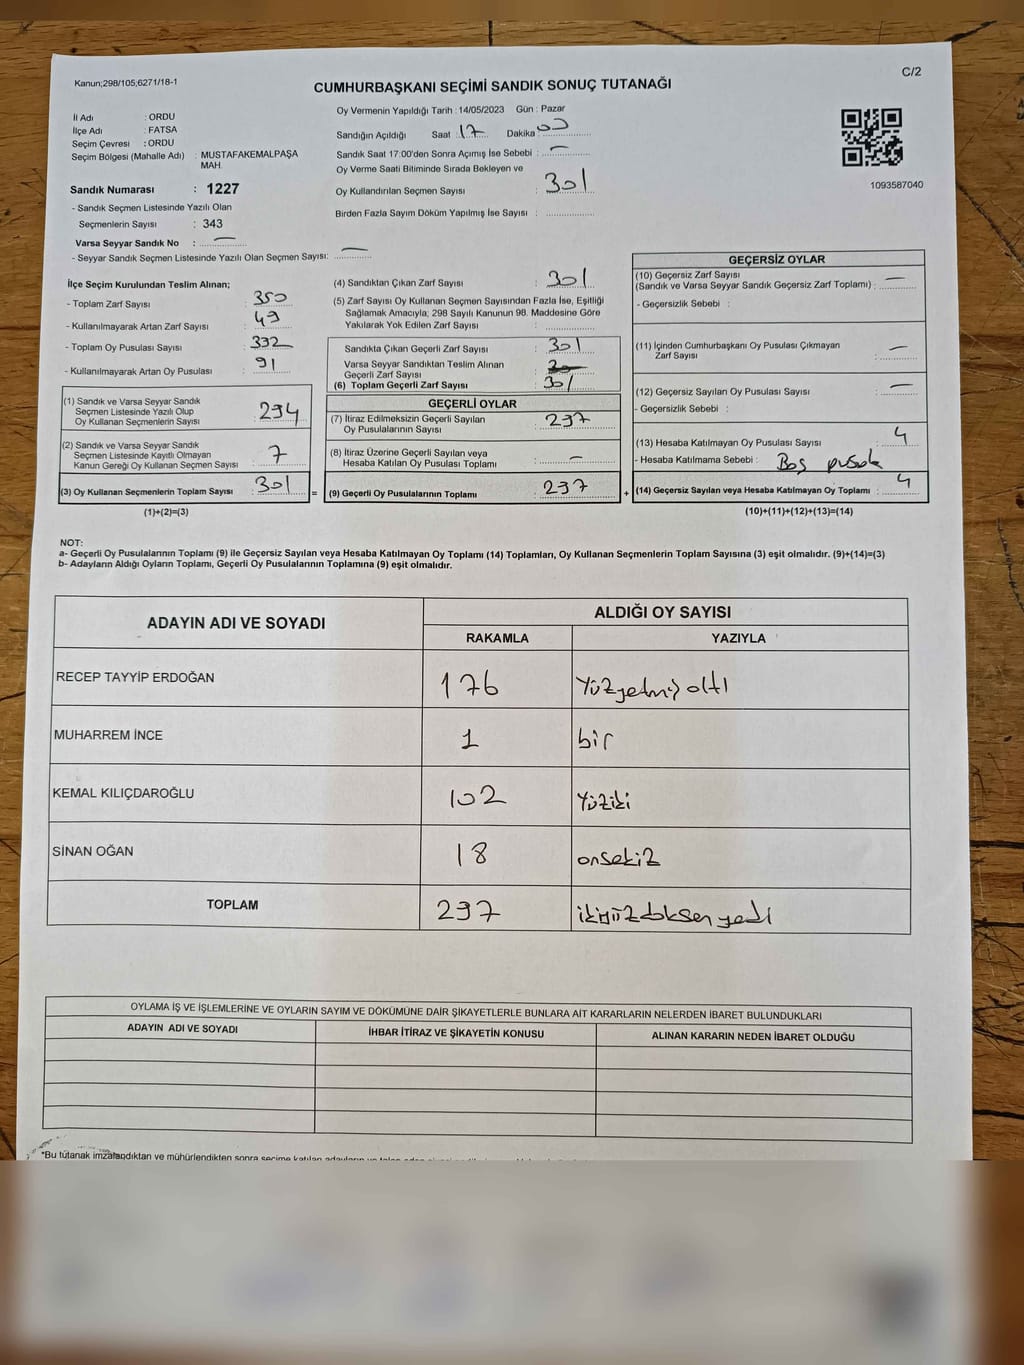 Kanun;298/105;6271/18-1
C/2
CUMHURBAŞKANI SEÇİMİ SANDIK SONUÇ TUTANAĞI
İl Adı : ORDU
İlçe Adı : FATSA
Seçim Çevresi : ORDU
Seçim Bölgesi (Mahalle Adı) : MUSTAFAKEMALPAŞA
MAH.
Sandık Numarası : 1227
- Sandık Seçmen Listesinde Yazılı Olan
Seçmenlerin Sayısı : 343
Varsa Seyyar Sandık No : —
- Seyyar Sandık Seçmen Listesinde Yazılı Olan Seçmen Sayısı: —
Oy Vermenin Yapıldığı Tarih : 14/05/2023 Gün : Pazar
Sandığın Açıldığı Saat : 17 Dakika : 00
Sandık Saat 17:00'den Sonra Açımış İse Sebebi : —
Oy Verme Saati Bitiminde Sırada Bekleyen ve
Oy Kullandırılan Seçmen Sayısı : 301
Birden Fazla Sayım Döküm Yapılmış İse Sayısı :
1093587040
İlçe Seçim Kurulundan Teslim Alınan;
- Toplam Zarf Sayısı : 350
- Kullanılmayarak Artan Zarf Sayısı : 49
- Toplam Oy Pusulası Sayısı : 392
- Kullanılmayarak Artan Oy Pusulası : 91
(1) Sandık ve Varsa Seyyar Sandık
Seçmen Listesinde Yazılı Olup
Oy Kullanan Seçmenlerin Sayısı : 294
(2) Sandık ve Varsa Seyyar Sandık
Seçmen Listesinde Kayıtlı Olmayan
Kanun Gereği Oy Kullanan Seçmen Sayısı : 7
(3) Oy Kullanan Seçmenlerin Toplam Sayısı : 301
(1)+(2)=(3)
(4) Sandıktan Çıkan Zarf Sayısı : 301
(5) Zarf Sayısı Oy Kullanan Seçmen Sayısından Fazla İse, Eşitliği
Sağlamak Amacıyla; 298 Sayılı Kanunun 98. Maddesine Göre
Yakılarak Yok Edilen Zarf Sayısı :
Sandıkta Çıkan Geçerli Zarf Sayısı : 301
Varsa Seyyar Sandıktan Teslim Alınan
Geçerli Zarf Sayısı :
(6) Toplam Geçerli Zarf Sayısı : 301
GEÇERLİ OYLAR
(7) İtiraz Edilmeksizin Geçerli Sayılan
Oy Pusulalarının Sayısı : 297
(8) İtiraz Üzerine Geçerli Sayılan veya
Hesaba Katılan Oy Pusulası Toplamı : —
= (9) Geçerli Oy Pusulalarının Toplamı : 297 +
GEÇERSİZ OYLAR
(10) Geçersiz Zarf Sayısı
(Sandık ve Varsa Seyyar Sandık Geçersiz Zarf Toplamı) : —
- Geçersizlik Sebebi :
(11) İçinden Cumhurbaşkanı Oy Pusulası Çıkmayan
Zarf Sayısı : —
(12) Geçersiz Sayılan Oy Pusulası Sayısı : —
- Geçersizlik Sebebi :
(13) Hesaba Katılmayan Oy Pusulası Sayısı : 4
- Hesaba Katılmama Sebebi : Boş pusula
(14) Geçersiz Sayılan veya Hesaba Katılmayan Oy Toplamı : 4
(10)+(11)+(12)+(13)=(14)
NOT:
a- Geçerli Oy Pusulalarının Toplamı (9) ile Geçersiz Sayılan veya Hesaba Katılmayan Oy Toplamı (14) Toplamları, Oy Kullanan Seçmenlerin Toplam Sayısına (3) eşit olmalıdır. (9)+(14)=(3)
b- Adayların Aldığı Oyların Toplamı, Geçerli Oy Pusulalarının Toplamına (9) eşit olmalıdır.
ADAYIN ADI VE SOYADI
ALDIĞI OY SAYISI
RAKAMLA YAZIYLA
RECEP TAYYİP ERDOĞAN 176 Yüzyetmiş altı
MUHARREM İNCE 1 bir
KEMAL KILIÇDAROĞLU 102 Yüziki
SİNAN OĞAN 18 onsekiz
TOPLAM 297 ikiyüzdoksan yedi
OYLAMA İŞ VE İŞLEMLERİNE VE OYLARIN SAYIM VE DÖKÜMÜNE DAİR ŞİKAYETLERLE BUNLARA AİT KARARLARIN NELERDEN İBARET BULUNDUKLARI
ADAYIN ADI VE SOYADI İHBAR İTİRAZ VE ŞİKAYETİN KONUSU ALINAN KARARIN NEDEN İBARET OLDUĞU
*Bu tutanak imzalandıktan ve mühürlendikten sonra seçime katılan